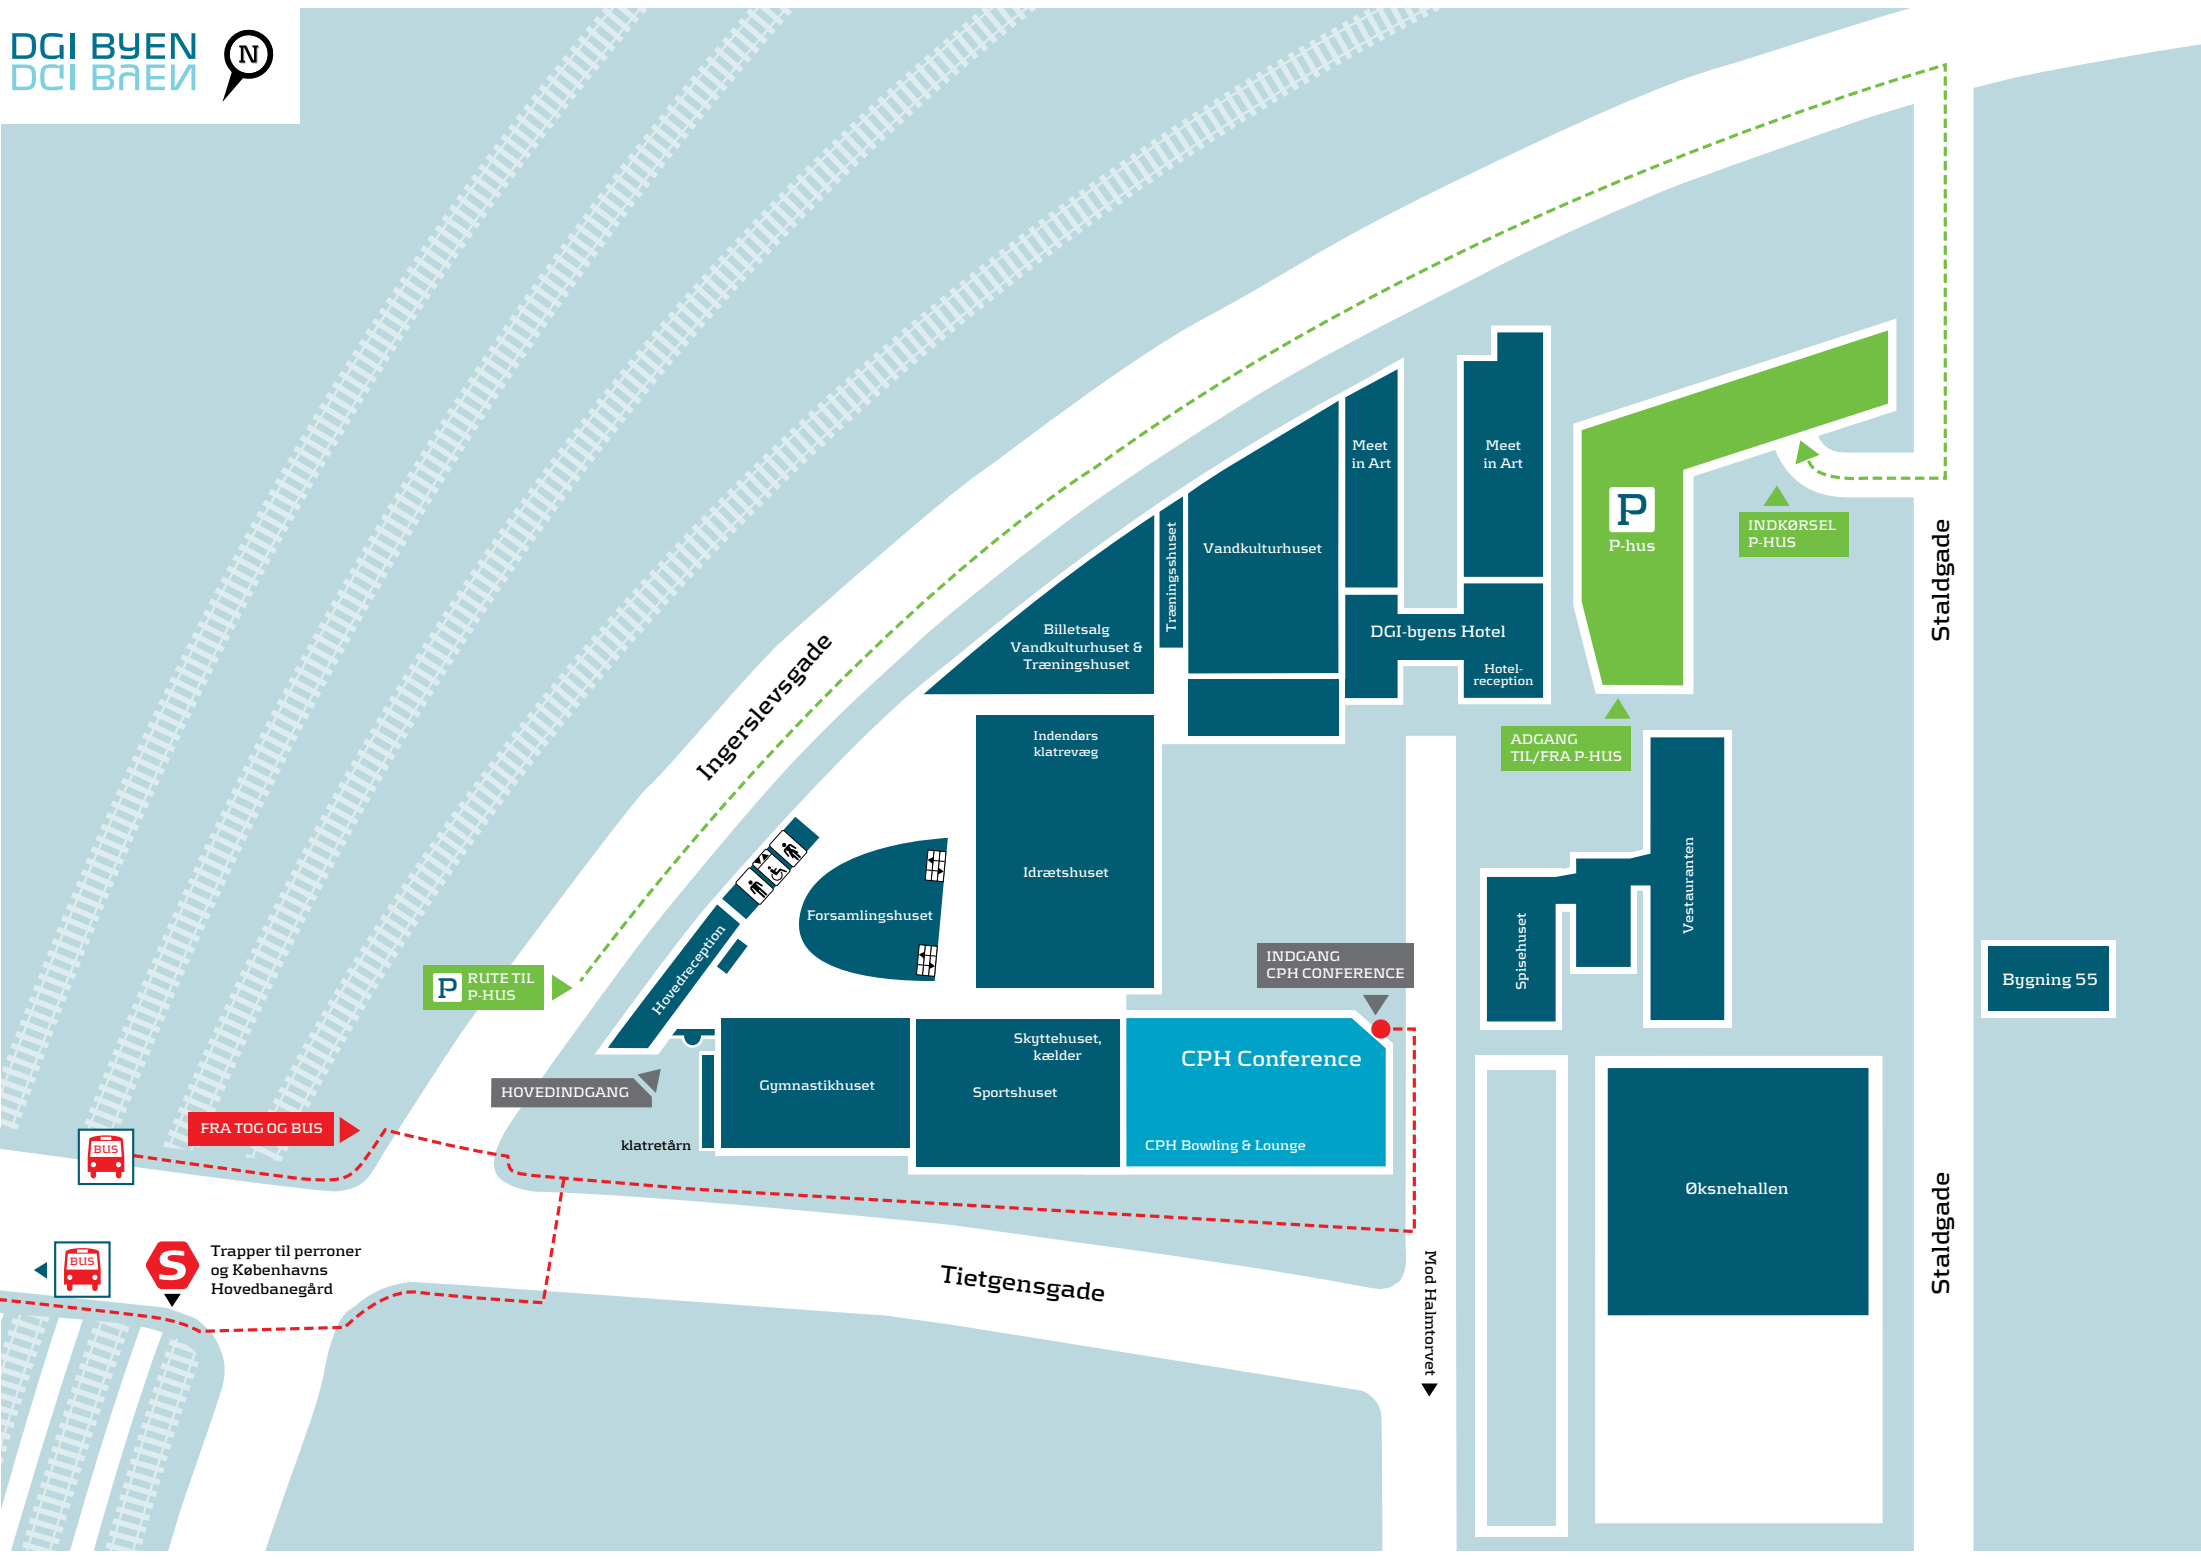 DGI BYEN
DGI BYEN
N
Meet
in Art
Meet
in Art
P
P-hus
INDKØRSEL
P-HUS
Staldgade
Vandkulturhuset
Træningsshuset
Billetsalg
Vandkulturhuset &
Træningshuset
DGI-byens Hotel
Hotel-
reception
Ingerslevsgade
ADGANG
TIL/FRA P-HUS
Indendørs
klatrevæg
Idrætshuset
Forsamlingshuset
Hovedreception
Vestauranten
Spisehuset
INDGANG
CPH CONFERENCE
P RUTE TIL
P-HUS
Bygning 55
Skyttehuset,
kælder
Sportshuset
CPH Conference
Gymnastikhuset
HOVEDINDGANG
FRA TOG OG BUS
BUS
klatretårn
CPH Bowling & Lounge
Øksnehallen
Staldgade
BUS
S
Trapper til perroner
og Københavns
Hovedbanegård
Tietgensgade
Mod Halmtorvet